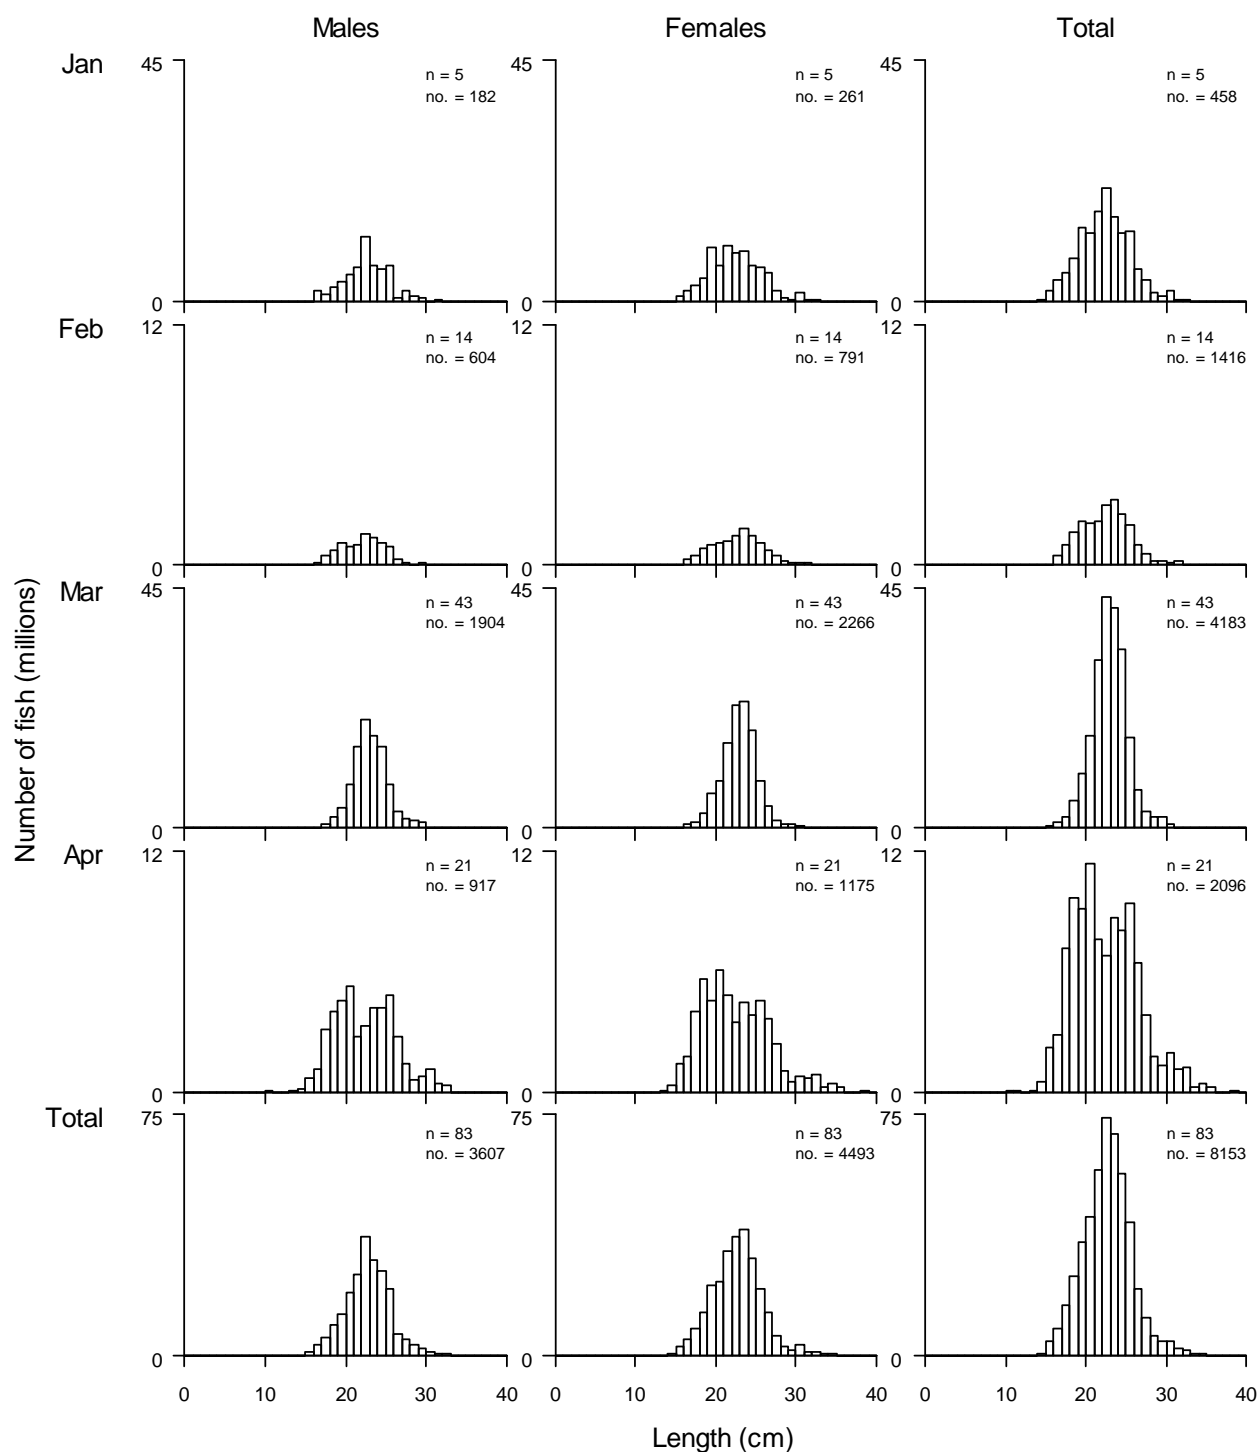 Males Females Total
Jan 45 n = 5 45 n = 5 45 n = 5
no. = 182 no. = 261 no. = 458
0 0 0
Feb 12 n = 14 12 n = 14 12 n = 14
no. = 604 no. = 791 no. = 1416
0 0 0
Mar 45 n = 43 45 n = 43 45 n = 43
no. = 1904 no. = 2266 no. = 4183
0 0 0
Number of fish (millions)
Apr 12 n = 21 12 n = 21 12 n = 21
no. = 917 no. = 1175 no. = 2096
0 0 0
Total 75 n = 83 75 n = 83 75 n = 83
no. = 3607 no. = 4493 no. = 8153
0 0 0
0 10 20 30 40 0 10 20 30 40 0 10 20 30 40
Length (cm)